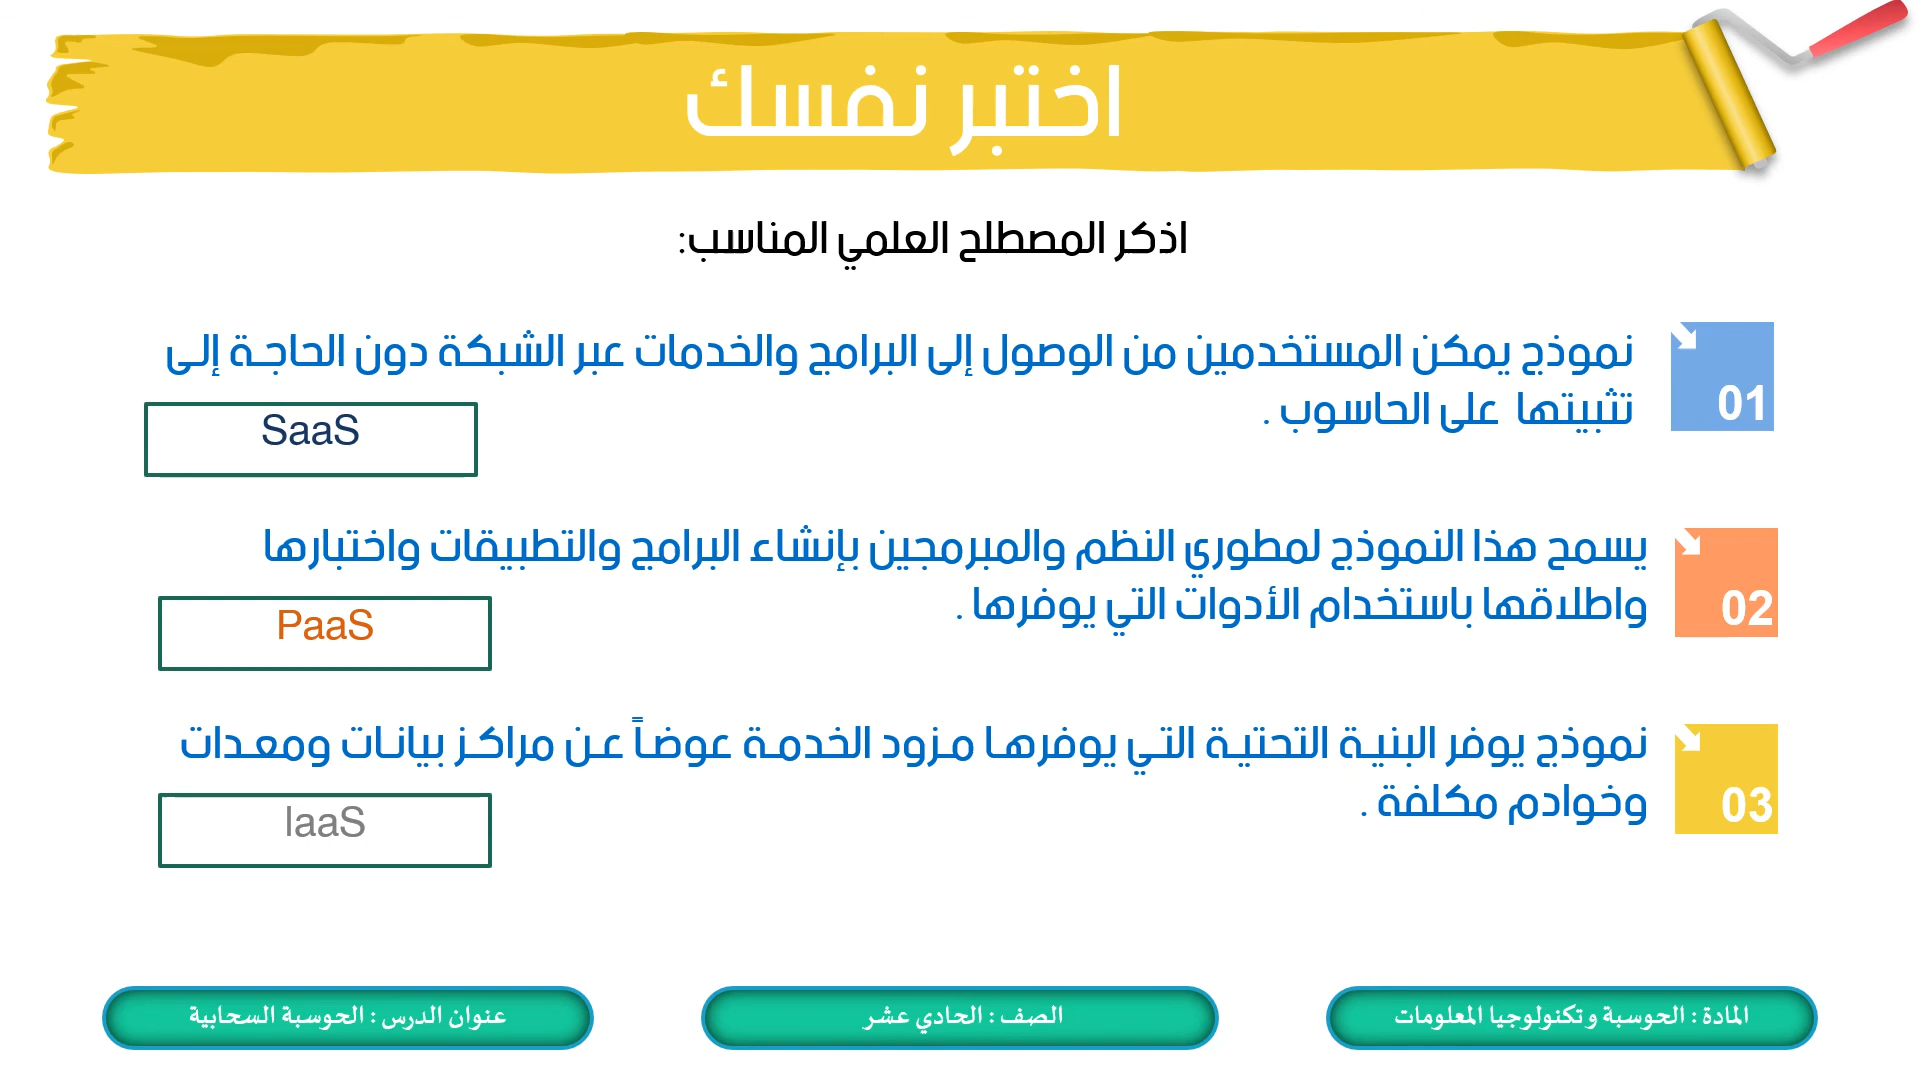 اختبر نفسك
اذكر المصطلح العلمي المناسب:
01
نموذج يمكن المستخدمين من الوصول إلى البرامج والخدمات عبر الشبكة دون الحاجة إلى
تثبيتها على الحاسوب .
SaaS
02
يسمح هذا النموذج لمطوري النظم والمبرمجين بإنشاء البرامج والتطبيقات واختبارها
واطلاقها باستخدام الأدوات التي يوفرها .
PaaS
03
نموذج يوفر البنية التحتية التي يوفرها مزود الخدمة عوضاً عن مراكز بيانات ومعدات
وخوادم مكلفة .
IaaS
المادة : الحوسبة وتكنولوجيا المعلومات
الصف : الحادي عشر
عنوان الدرس : الحوسبة السحابية